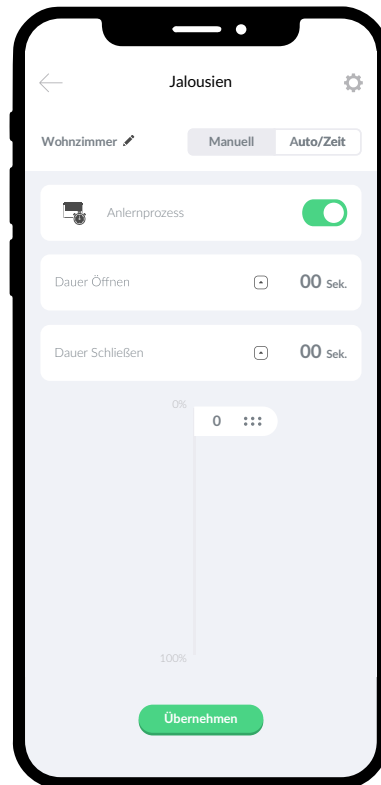 Jalousien
Wohnzimmer Manuell Auto/Zeit
Anlernprozess
Dauer Öffnen 00 Sek.
Dauer Schließen 00 Sek.
0%
0
100%
Übernehmen